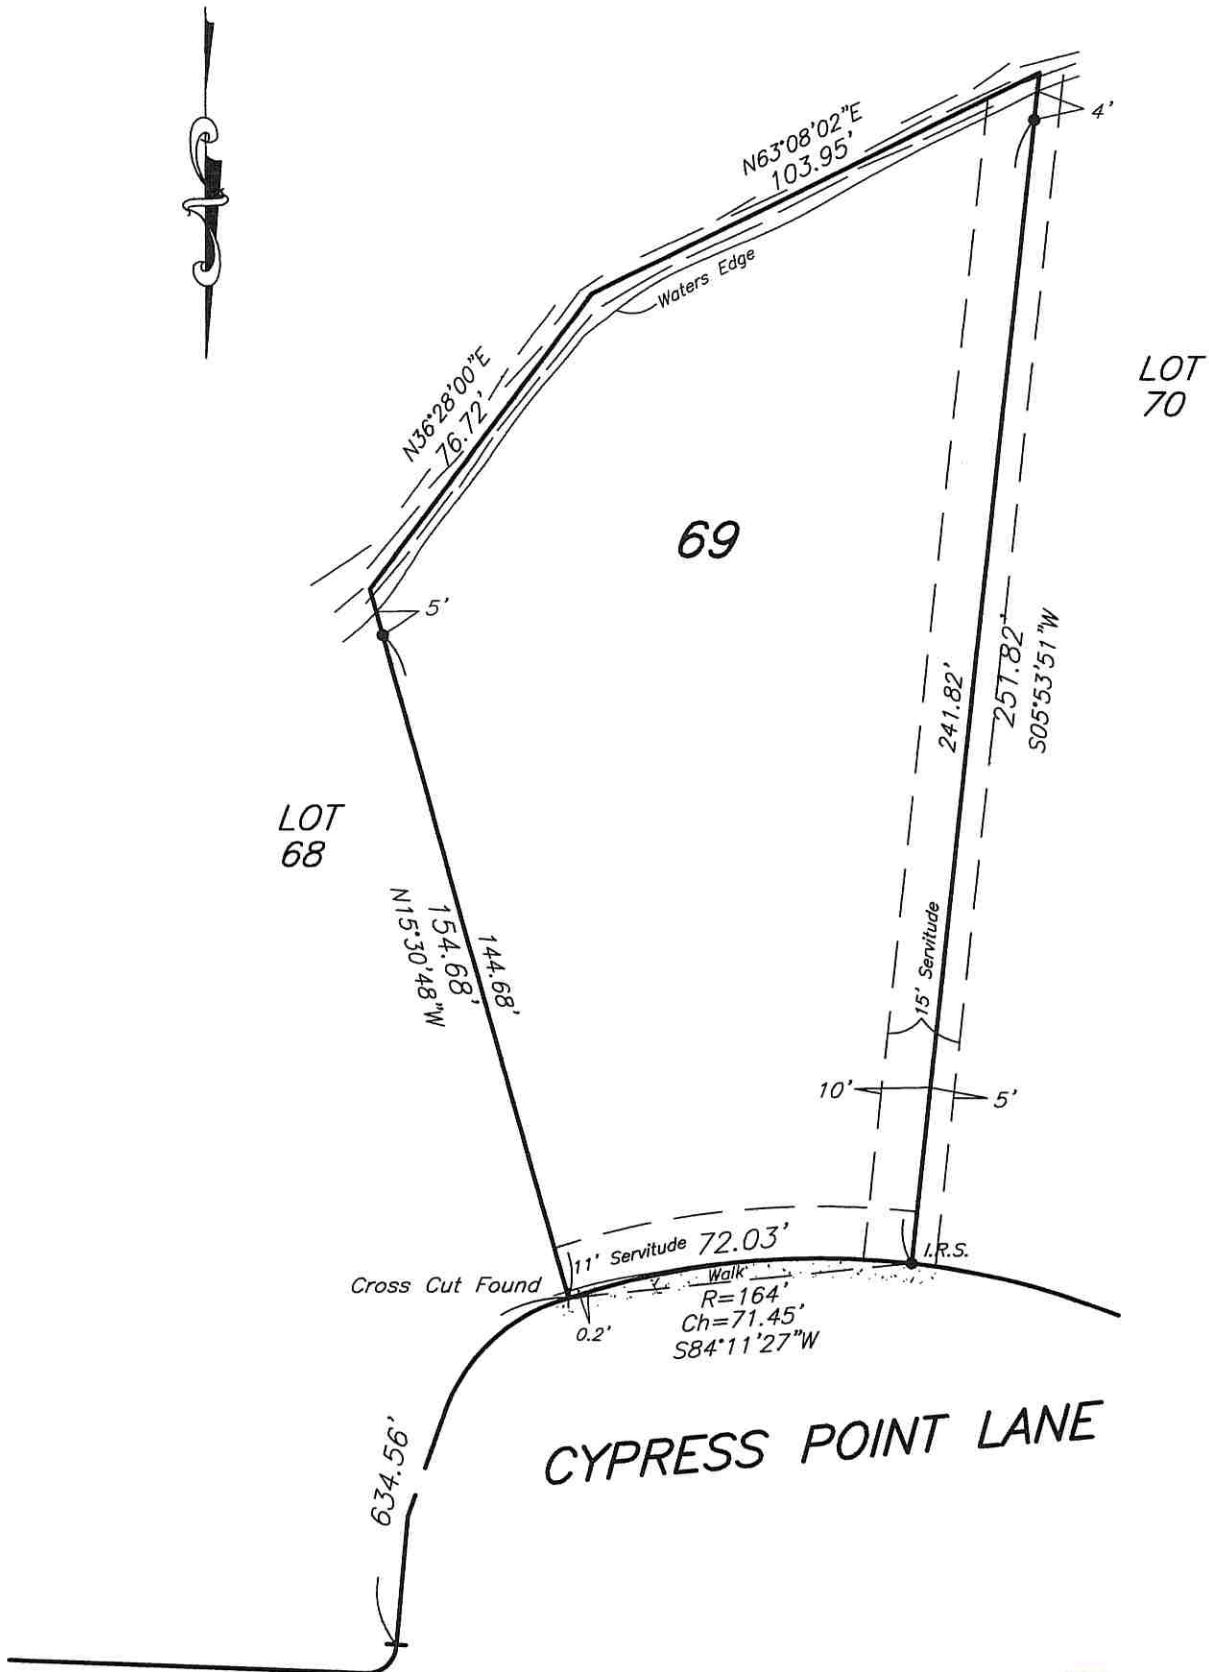 N63°08'02"E
103.95'
4'
Waters Edge
N36°28'00"E
76.72'
LOT
70
69
5'
241.82'
251.82'
S05°53'51"W
LOT
68
144.68'
154.68'
N15°30'48"W
15' Servitude
10'
5'
11' Servitude
72.03'
I.R.S.
Cross Cut Found
Walk
R=164'
Ch=71.45'
S84°11'27"W
0.2'
CYPRESS POINT LANE
634.56'